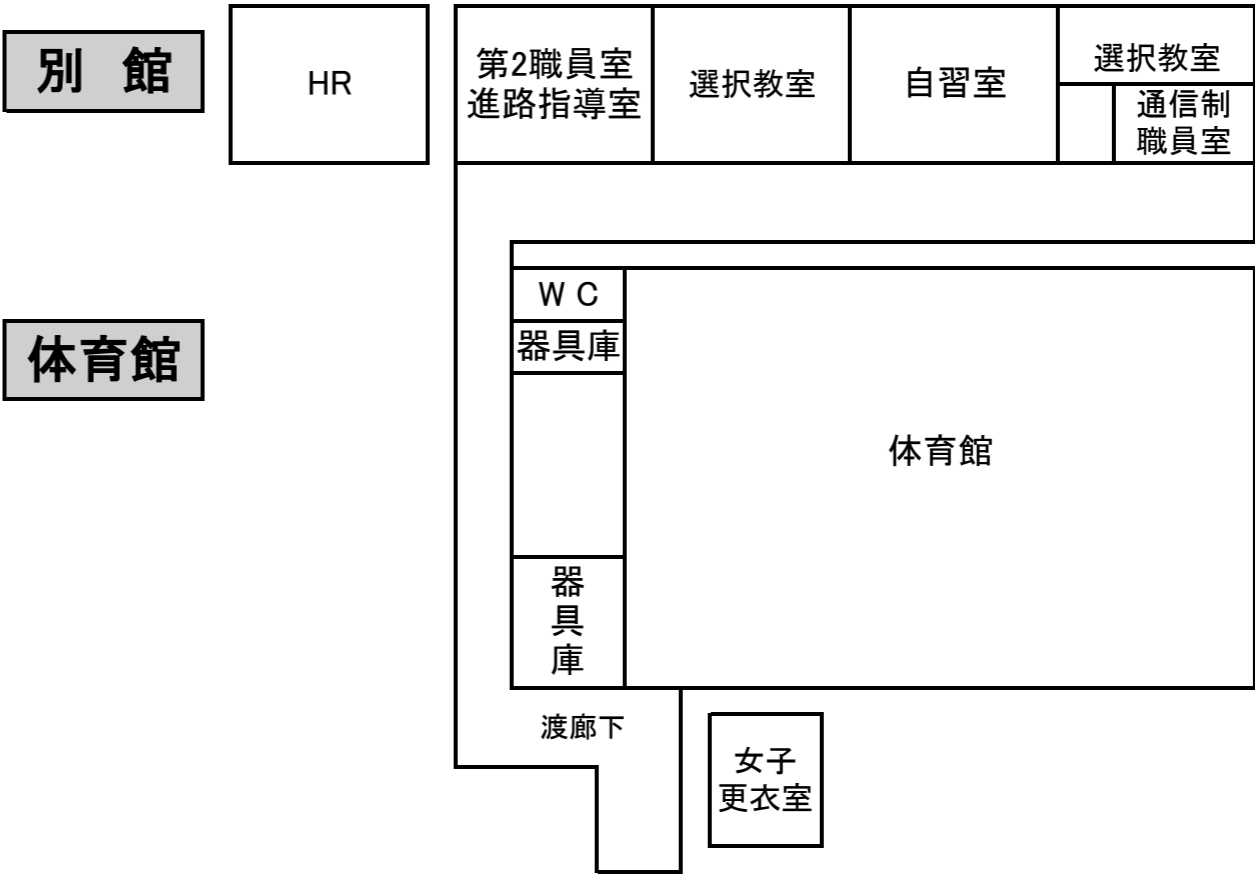 別 館
HR
第2職員室
進路指導室
選択教室
自習室
選択教室
通信制
職員室
体育館
W C
器具庫
体育館
器
具
庫
渡廊下
女子
更衣室